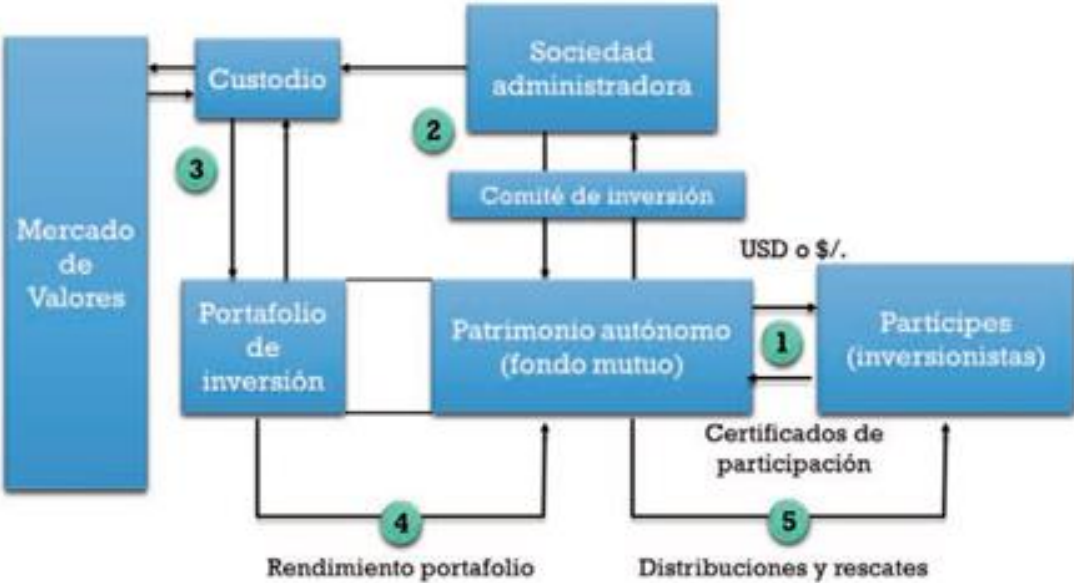 Sociedad
administradora
Custodio
2
3
Comité de inversión
Mercado
de
Valores
USD o $/.
Portafolio
de
inversión
Patrimonio autónomo
(fondo mutuo)
1
Partícipes
(inversionistas)
Certificados de
participación
4
5
Rendimiento portafolio
Distribuciones y rescates